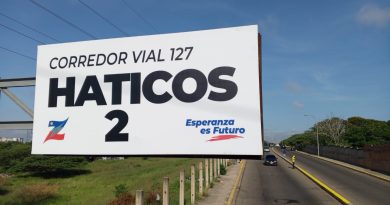 CORREDOR VIAL 127
HATICOS
2
Esperanza
es Futuro